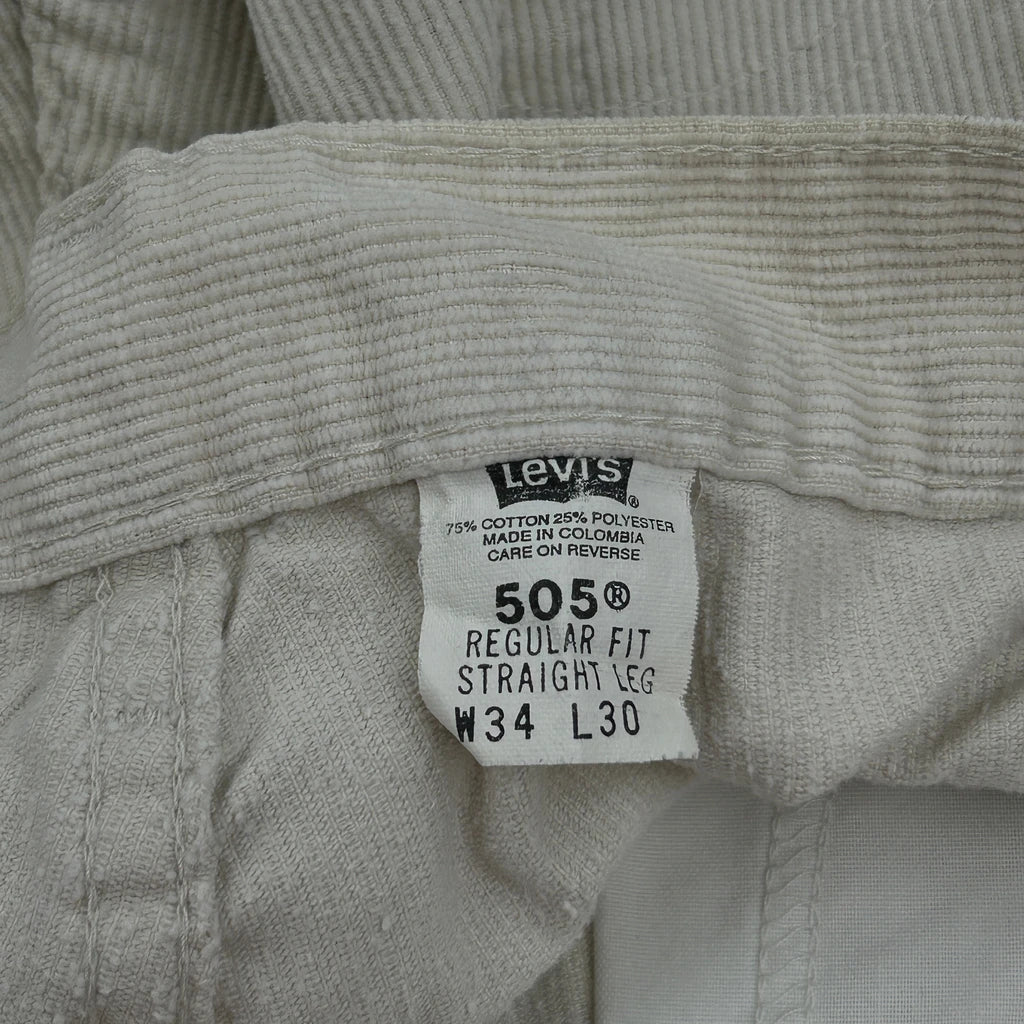 Levi's ®
75% COTTON 25% POLYESTER
MADE IN COLOMBIA
CARE ON REVERSE
505®
REGULAR FIT
STRAIGHT LEG
W34 L30